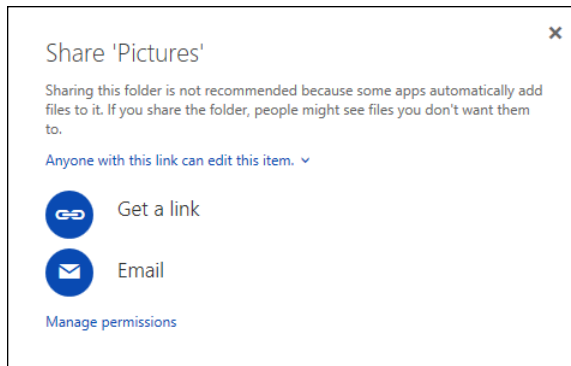 Share 'Pictures'
Sharing this folder is not recommended because some apps automatically add
files to it. If you share the folder, people might see files you don't want them
to.
Anyone with this link can edit this item.
Get a link
Email
Manage permissions